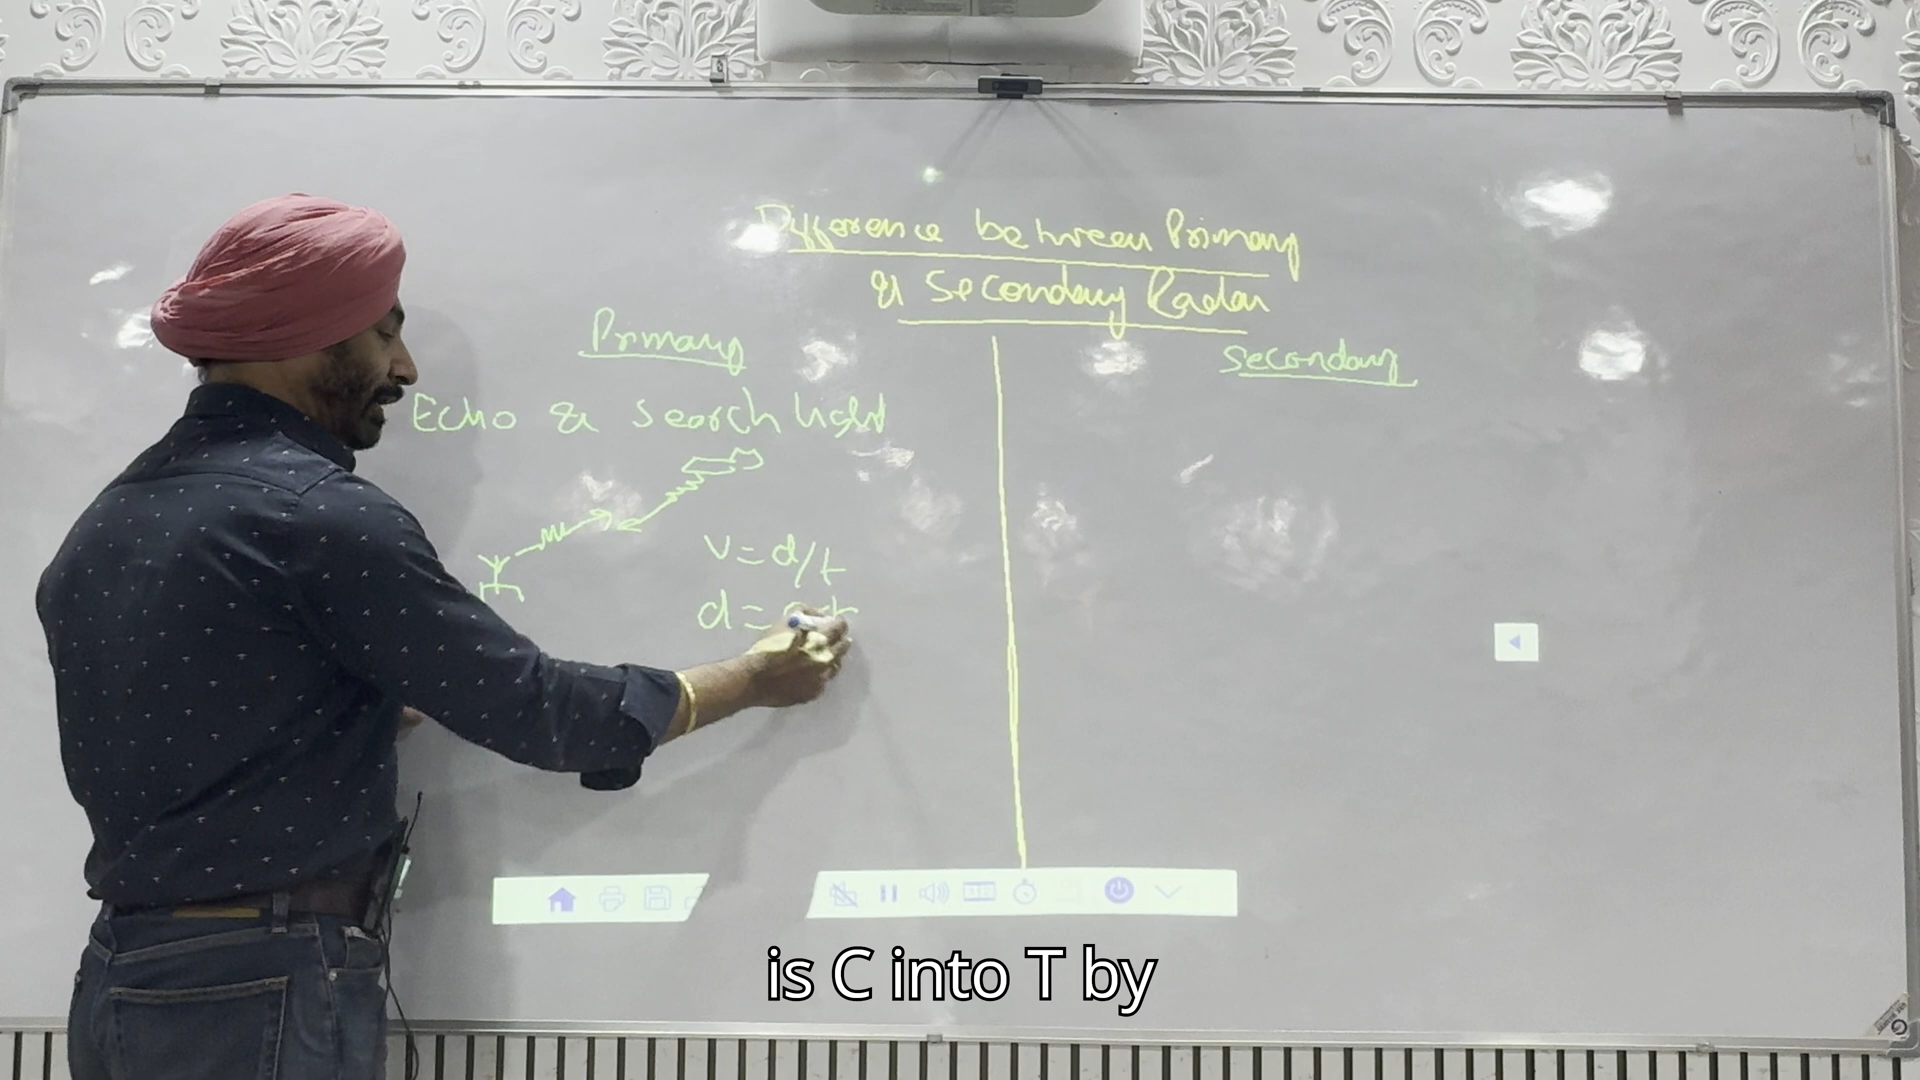 Difference between Primary
& Secondary Radar
Primary
Secondary
Echo & Search light
v = d/t
d =
is C into T by